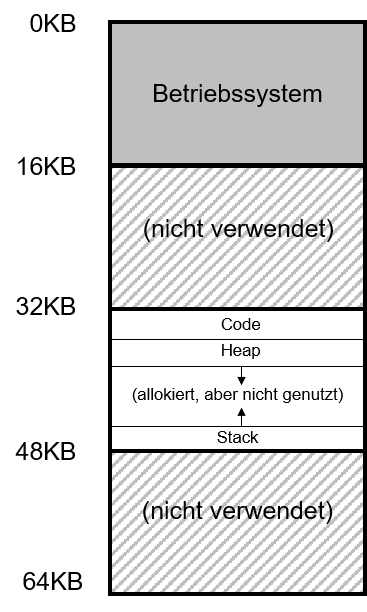 0KB
Betriebssystem
16KB
(nicht verwendet)
32KB
Code
Heap
(allokiert, aber nicht genutzt)
Stack
48KB
(nicht verwendet)
64KB